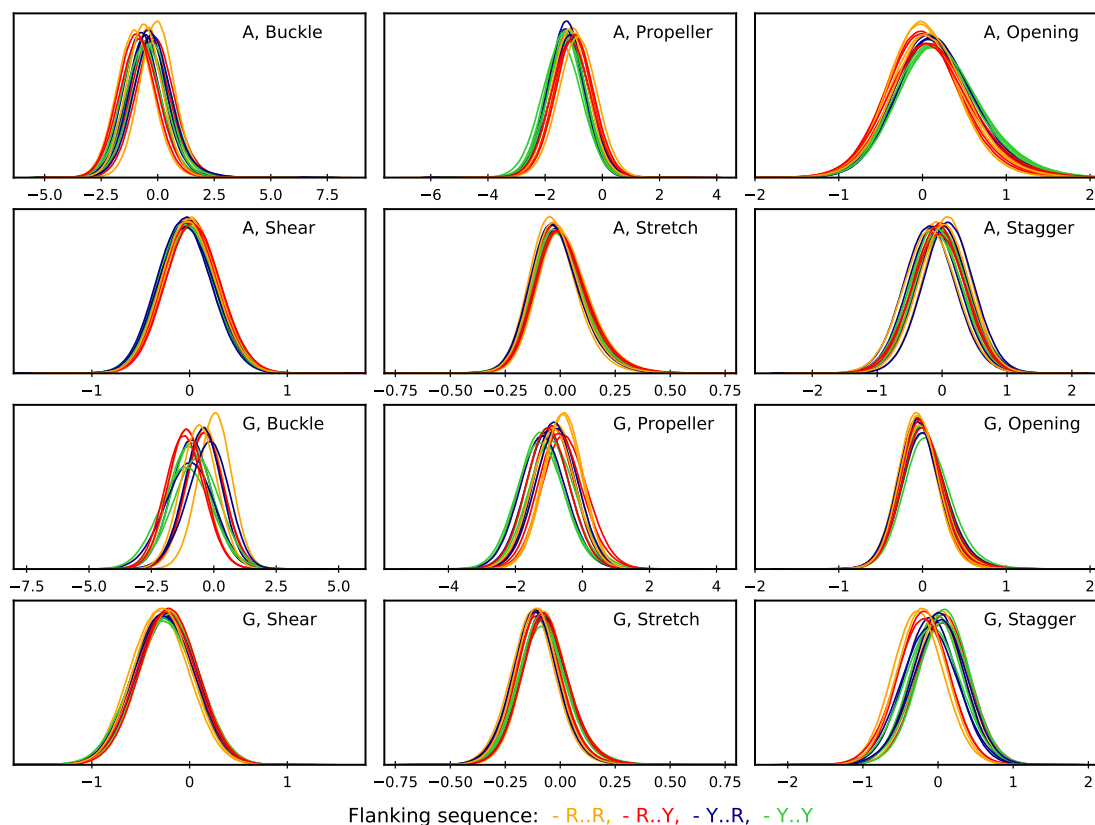 A, Buckle A, Propeller A, Opening
−5.0 −2.5 0.0 2.5 5.0 7.5 −6 −4 −2 0 2 4 −2 −1 0 1 2
A, Shear A, Stretch A, Stagger
−1 0 1 −0.75 −0.50 −0.25 0.00 0.25 0.50 0.75 −2 −1 0 1 2
G, Buckle G, Propeller G, Opening
−7.5 −5.0 −2.5 0.0 2.5 5.0 −4 −2 0 2 4 −2 −1 0 1 2
G, Shear G, Stretch G, Stagger
−1 0 1 −0.75 −0.50 −0.25 0.00 0.25 0.50 0.75 −2 −1 0 1 2
Flanking sequence: - R..R, - R..Y, - Y..R, - Y..Y